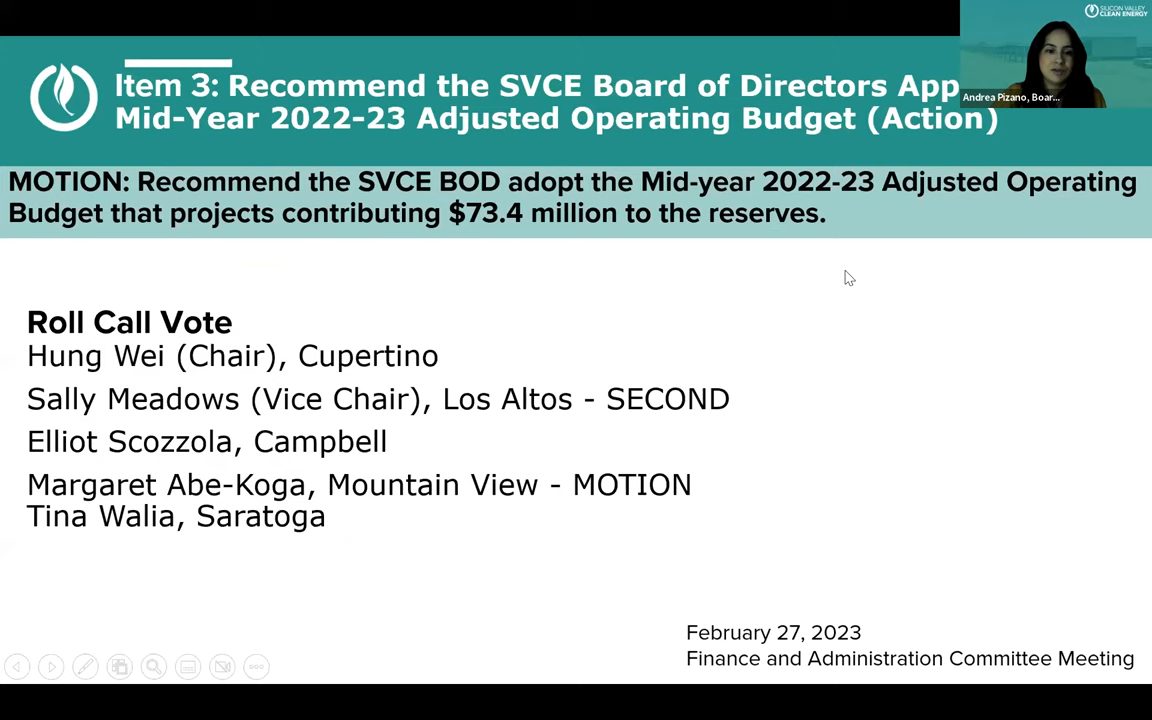 SILICON VALLEY
CLEAN ENERGY
Item 3: Recommend the SVCE Board of Directors App
Mid-Year 2022-23 Adjusted Operating Budget (Action)
Andrea Pizano, Boar...
MOTION: Recommend the SVCE BOD adopt the Mid-year 2022-23 Adjusted Operating
Budget that projects contributing $73.4 million to the reserves.
Roll Call Vote
Hung Wei (Chair), Cupertino
Sally Meadows (Vice Chair), Los Altos - SECOND
Elliot Scozzola, Campbell
Margaret Abe-Koga, Mountain View - MOTION
Tina Walia, Saratoga
February 27, 2023
Finance and Administration Committee Meeting